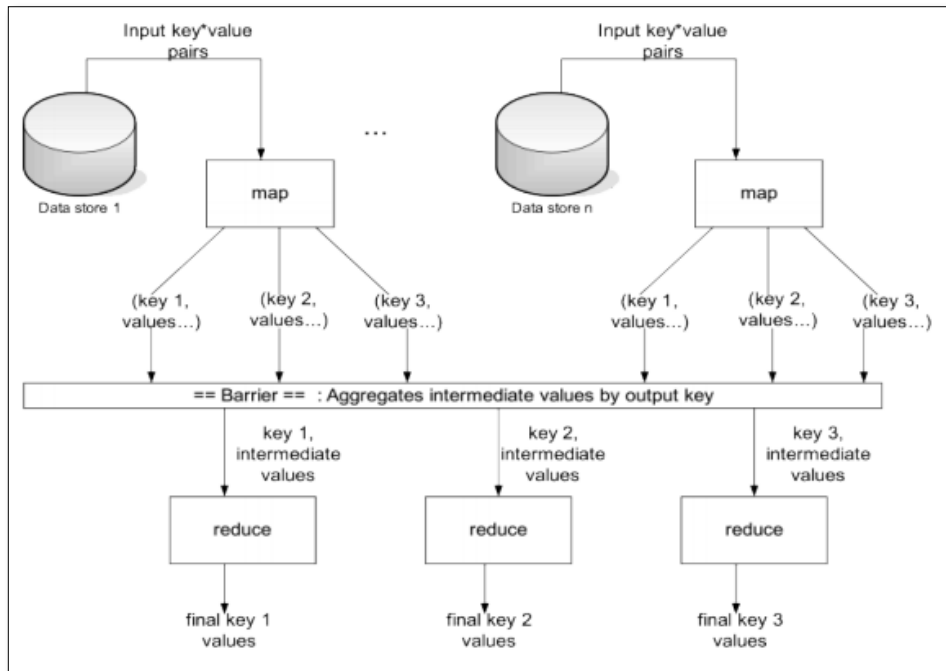 Input key*value
pairs
Input key*value
pairs
...
Data store 1
map
Data store n
map
(key 1,
values...)
(key 2,
values...)
(key 3,
values...)
(key 1,
values...)
(key 2,
values...)
(key 3,
values...)
== Barrier == : Aggregates intermediate values by output key
key 1,
intermediate
values
key 2,
intermediate
values
key 3,
intermediate
values
reduce
reduce
reduce
final key 1
values
final key 2
values
final key 3
values